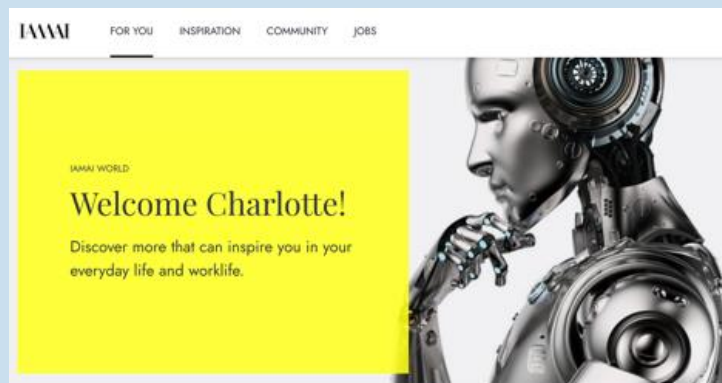 IAMAI
FOR YOU INSPIRATION COMMUNITY JOBS
IAMAI WORLD
Welcome Charlotte!
Discover more that can inspire you in your
everyday life and worklife.